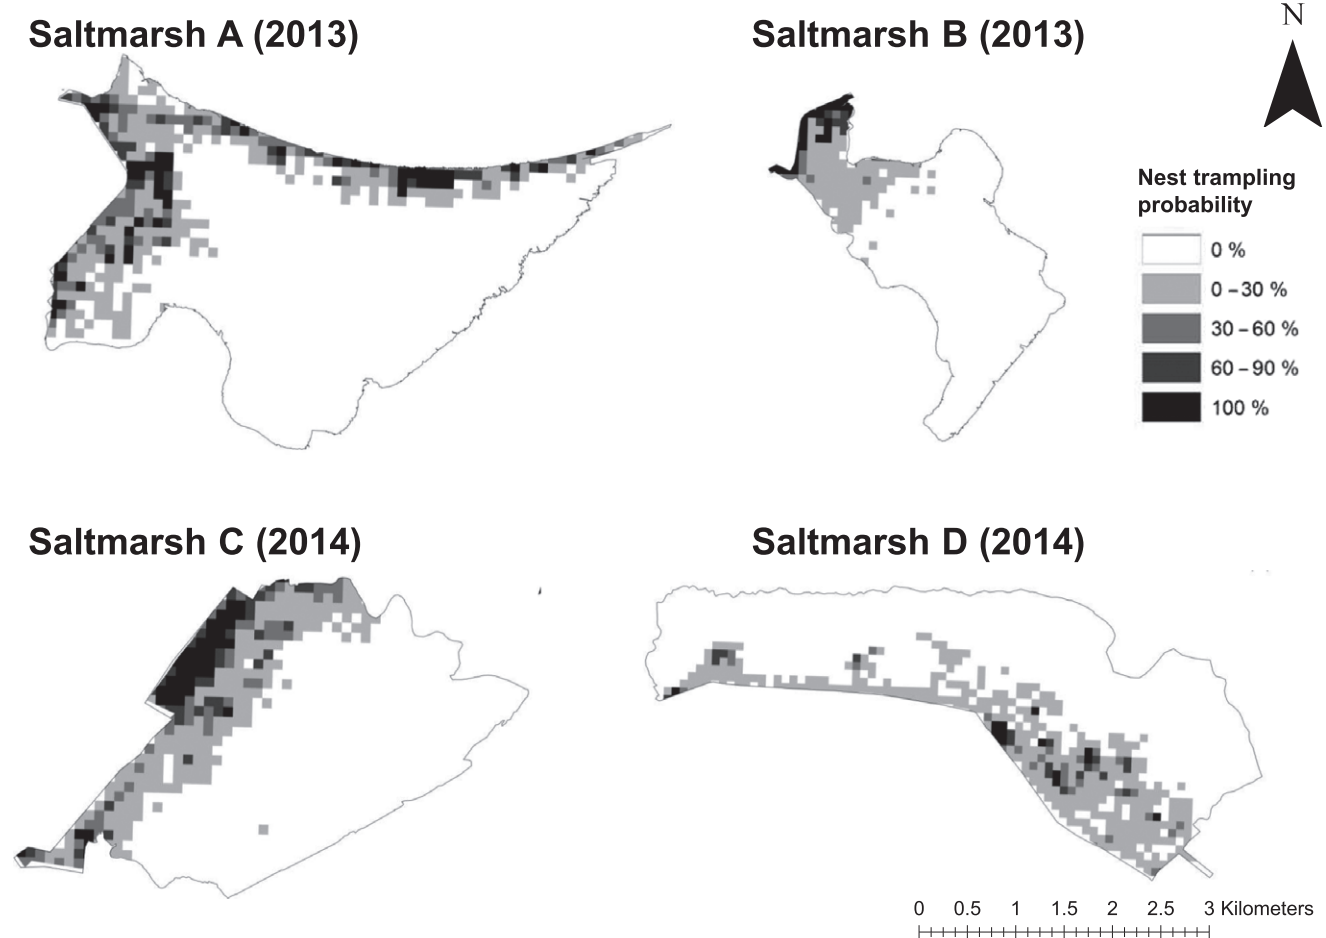 Saltmarsh A (2013)
Saltmarsh B (2013)
N
Nest trampling
probability
0 %
0 – 30 %
30 – 60 %
60 – 90 %
100 %
Saltmarsh C (2014)
Saltmarsh D (2014)
0 0.5 1 1.5 2 2.5 3 Kilometers